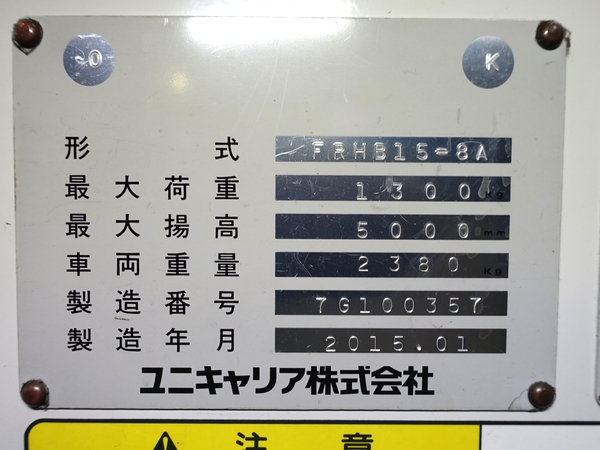 O K
形式 FRHB15-8A
最大荷重 1300 Kg
最大揚高 5000 mm
車両重量 2380 Kg
製造番号 7G100357
製造年月 2015.01
ユニキャリア株式会社
注意